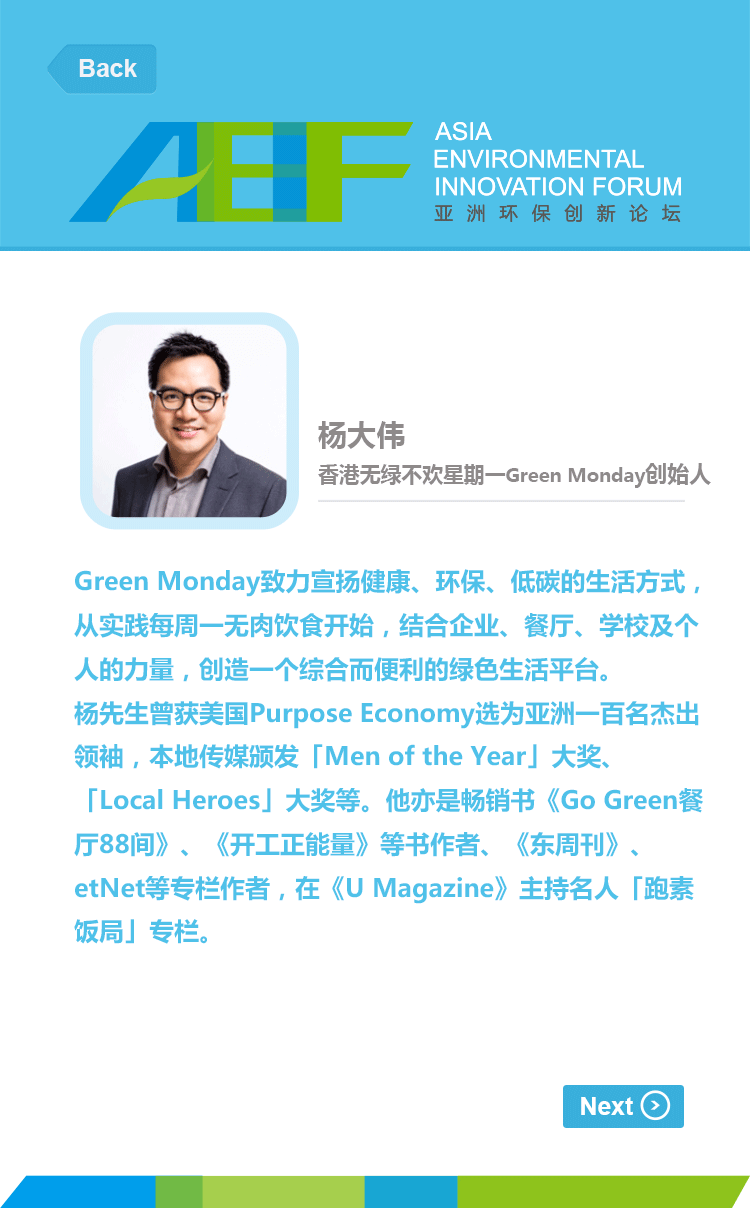 Back
AEIF
ASIA
ENVIRONMENTAL
INNOVATION FORUM
亚洲环保创新论坛
杨大伟
香港无绿不欢星期一Green Monday创始人
Green Monday致力宣扬健康、环保、低碳的生活方式，
从实践每周一无肉饮食开始，结合企业、餐厅、学校及个
人的力量，创造一个综合而便利的绿色生活平台。
杨先生曾获美国Purpose Economy选为亚洲一百名杰出
领袖，本地传媒颁发「Men of the Year」大奖、
「Local Heroes」大奖等。他亦是畅销书《Go Green餐
厅88间》、《开工正能量》等书作者、《东周刊》、
etNet等专栏作者，在《U Magazine》主持名人「跑素
饭局」专栏。
Next